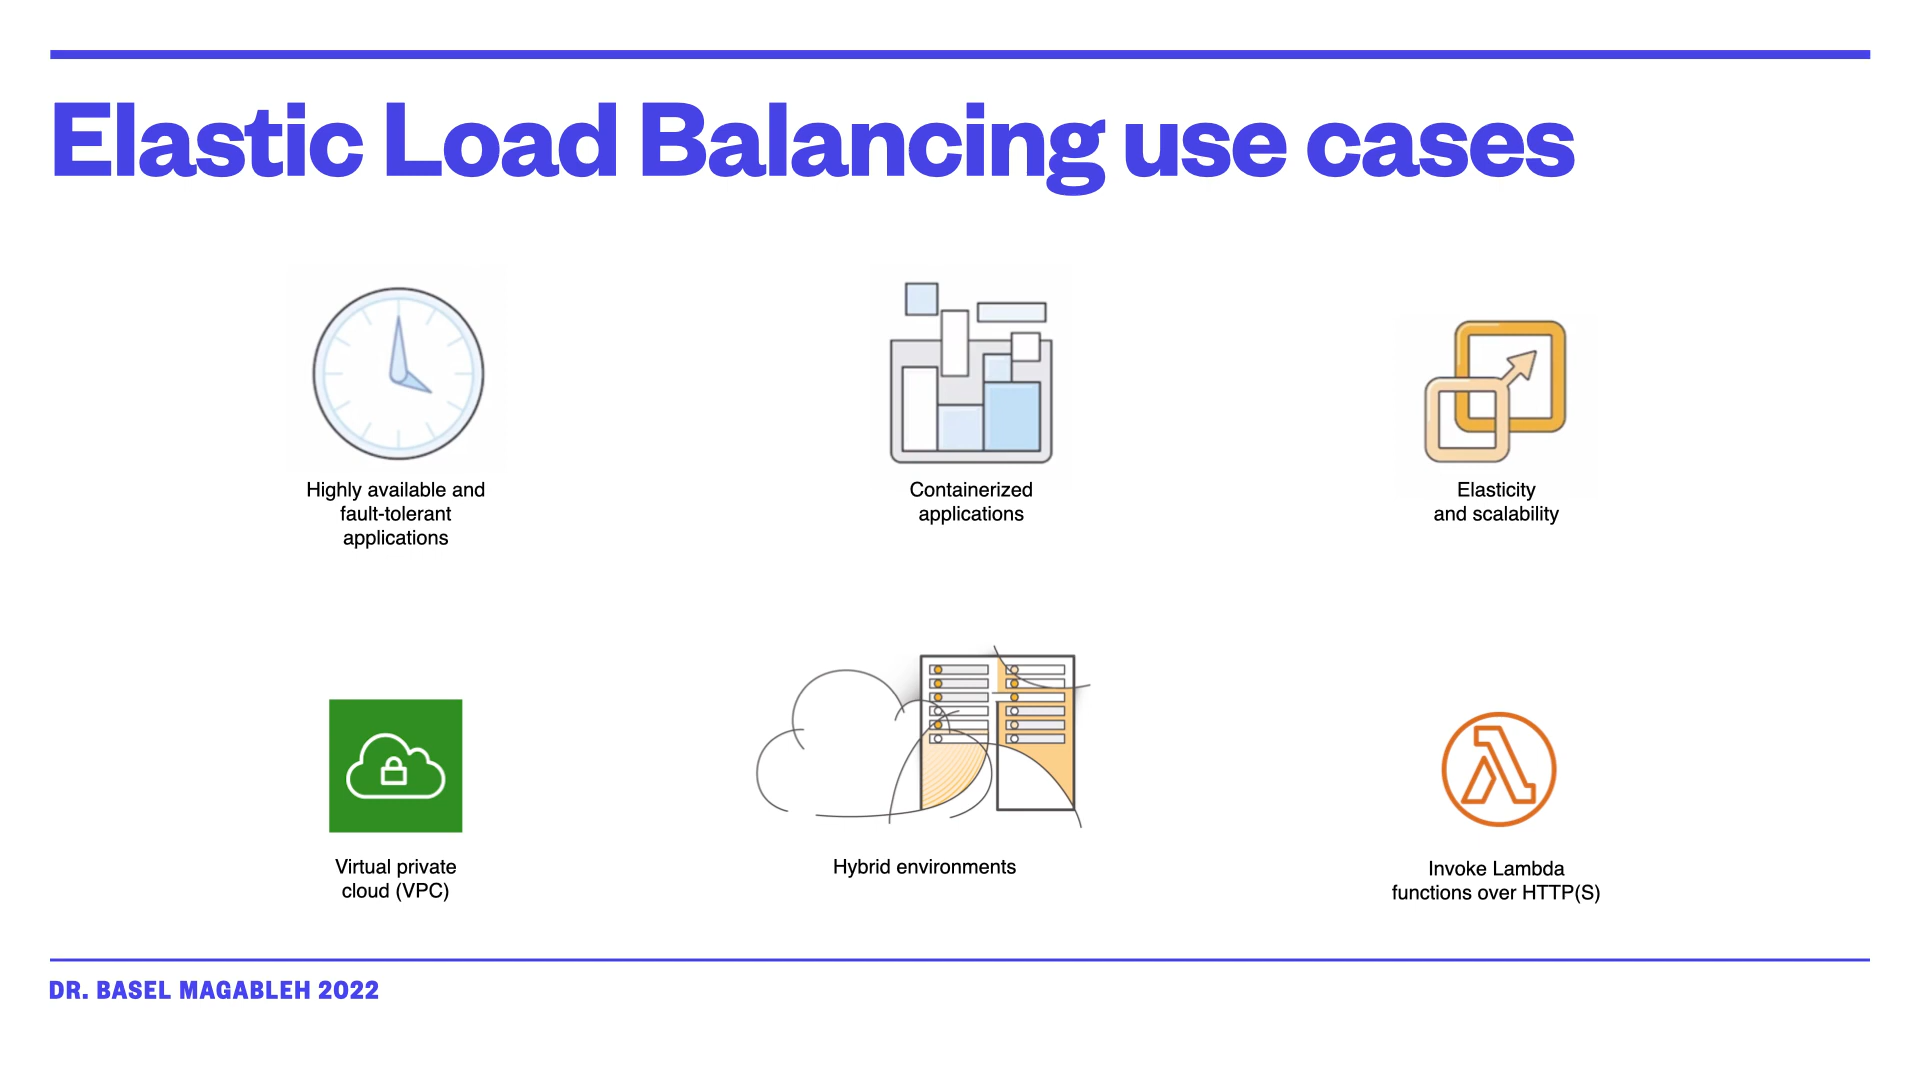 Elastic Load Balancing use cases
Highly available and
fault-tolerant
applications
Containerized
applications
Elasticity
and scalability
Virtual private
cloud (VPC)
Hybrid environments
Invoke Lambda
functions over HTTP(S)
DR. BASEL MAGABLEH 2022